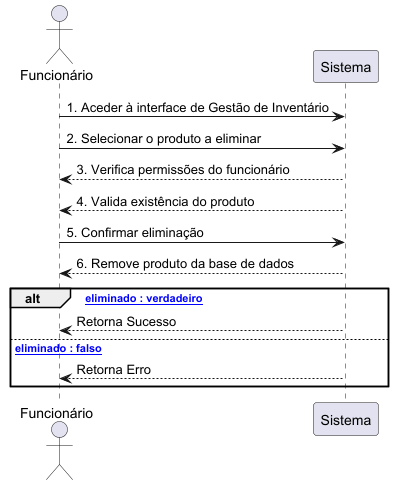 Funcionário
Sistema
1. Aceder à interface de Gestão de Inventário
2. Selecionar o produto a eliminar
3. Verifica permissões do funcionário
4. Valida existência do produto
5. Confirmar eliminação
6. Remove produto da base de dados
alt eliminado : verdadeiro
Retorna Sucesso
eliminado : falso
Retorna Erro
Funcionário
Sistema